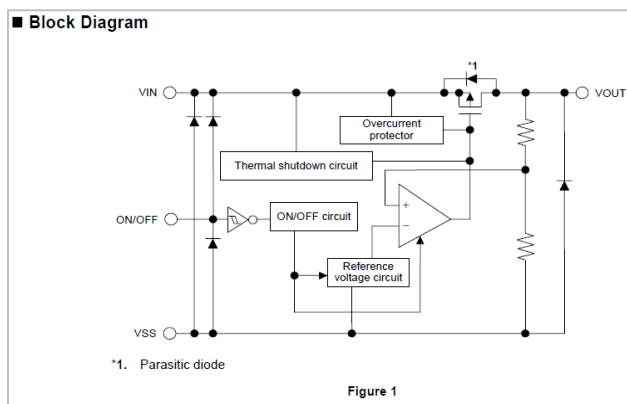 ■ Block Diagram
*1
VIN
VOUT
Overcurrent
protector
Thermal shutdown circuit
ON/OFF
ON/OFF circuit
+
−
Reference
voltage circuit
VSS
*1. Parasitic diode
Figure 1